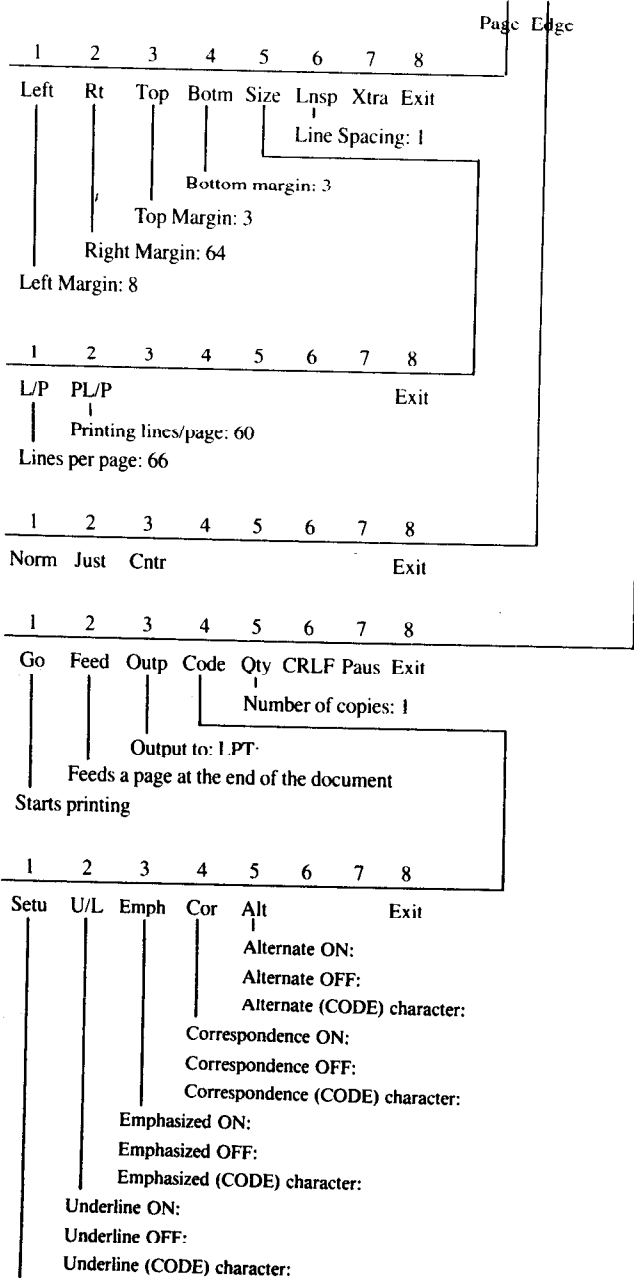 Page Edge
1 2 3 4 5 6 7 8
Left Rt Top Botm Size Lnsp Xtra Exit
Line Spacing: 1
Bottom margin: 3
Top Margin: 3
Right Margin: 64
Left Margin: 8
1 2 3 4 5 6 7 8
L/P PL/P Exit
Printing lines/page: 60
Lines per page: 66
1 2 3 4 5 6 7 8
Norm Just Cntr Exit
1 2 3 4 5 6 7 8
Go Feed Outp Code Qty CRLF Paus Exit
Number of copies: 1
Output to: LPT:
Feeds a page at the end of the document
Starts printing
1 2 3 4 5 6 7 8
Setu U/L Emph Cor Alt Exit
Alternate ON:
Alternate OFF:
Alternate (CODE) character:
Correspondence ON:
Correspondence OFF:
Correspondence (CODE) character:
Emphasized ON:
Emphasized OFF:
Emphasized (CODE) character:
Underline ON:
Underline OFF:
Underline (CODE) character: